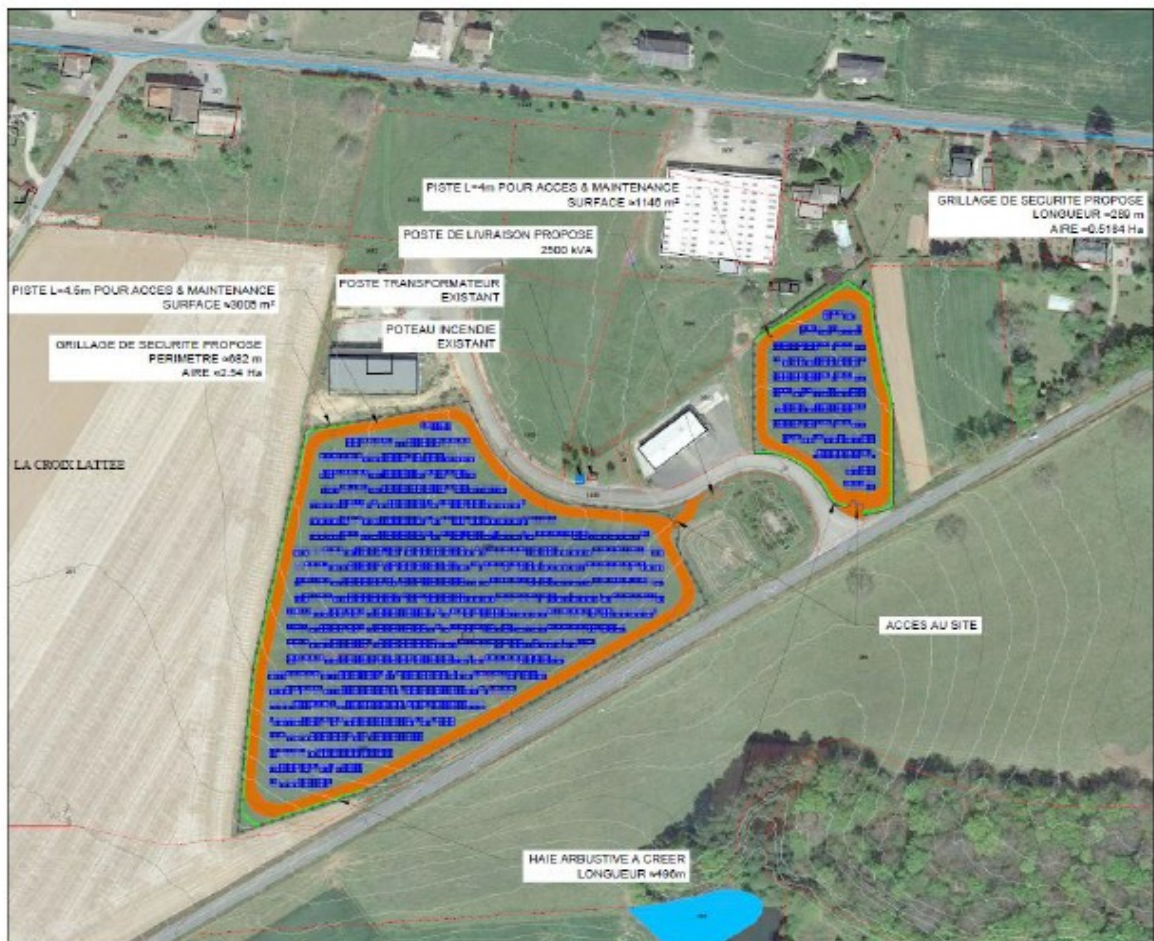 PISTE L=4m POUR ACCES & MAINTENANCE
SURFACE ≈1146 m²
GRILLAGE DE SECURITE PROPOSE
LONGUEUR ≈289 m
AIRE ≈0.5164 Ha
POSTE DE LIVRAISON PROPOSE
2500 kVA
PISTE L=4.5m POUR ACCES & MAINTENANCE
SURFACE ≈3005 m²
POSTE TRANSFORMATEUR
EXISTANT
POTEAU INCENDIE
EXISTANT
GRILLAGE DE SECURITE PROPOSE
PERIMETRE ≈682 m
AIRE ≈2.54 Ha
LA CROIX LATTEE
ACCES AU SITE
HAIE ARBUSTIVE A CREER
LONGUEUR ≈496m